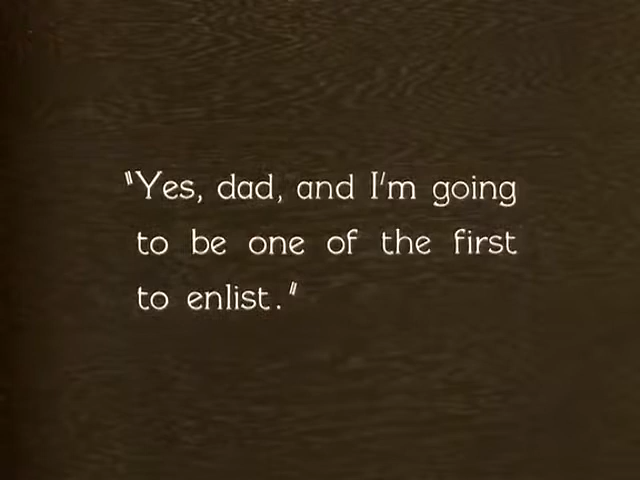 "Yes, dad, and I'm going
to be one of the first
to enlist."